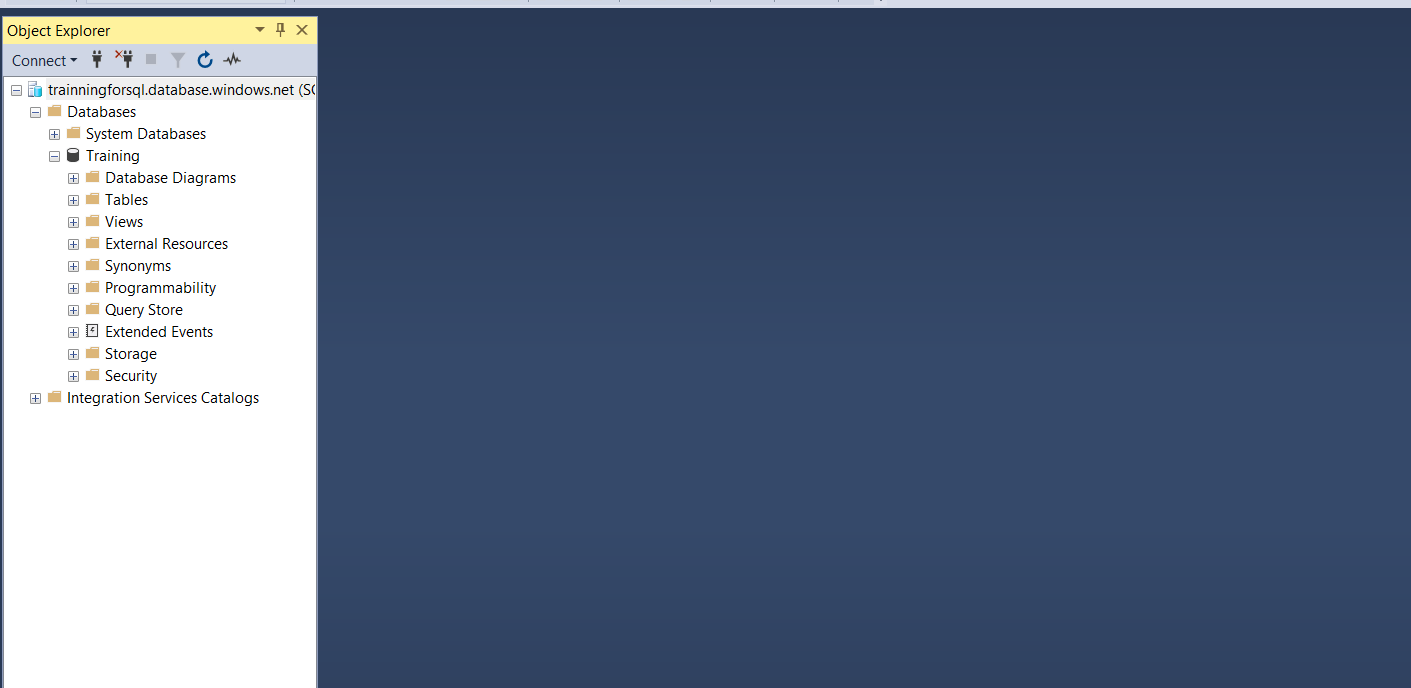 Object Explorer
Connect
trainningforsql.database.windows.net (SQ
Databases
System Databases
Training
Database Diagrams
Tables
Views
External Resources
Synonyms
Programmability
Query Store
Extended Events
Storage
Security
Integration Services Catalogs